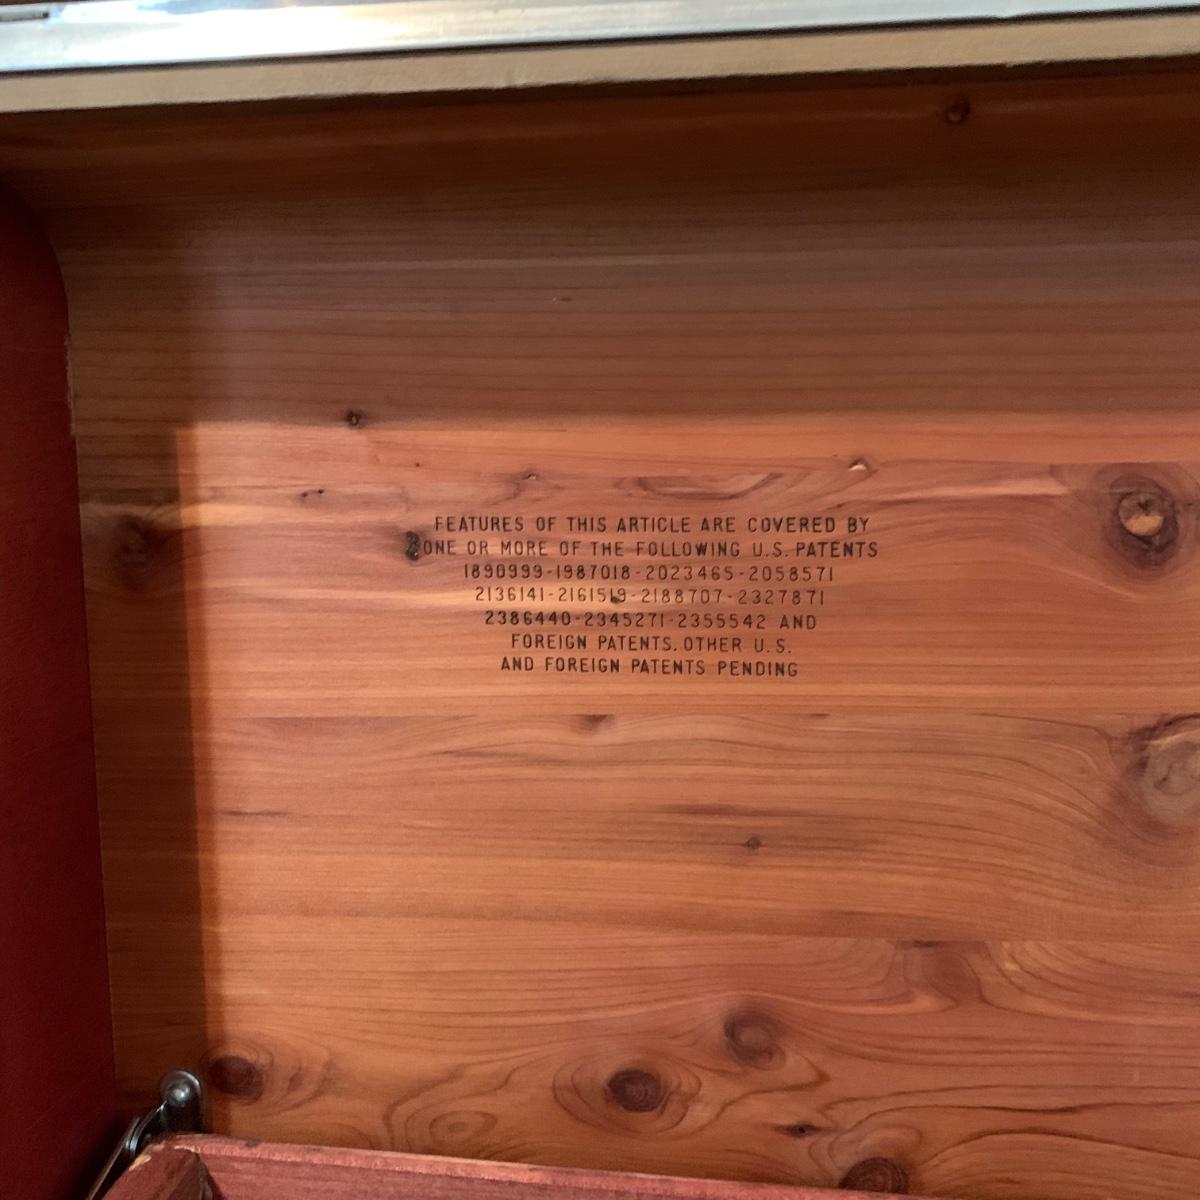 FEATURES OF THIS ARTICLE ARE COVERED BY
ONE OR MORE OF THE FOLLOWING U.S. PATENTS
1890999-1987018-2023465-2058571
2136141-2161519-2188707-2327871
2386440-2345271-2355542 AND
FOREIGN PATENTS. OTHER U.S.
AND FOREIGN PATENTS PENDING